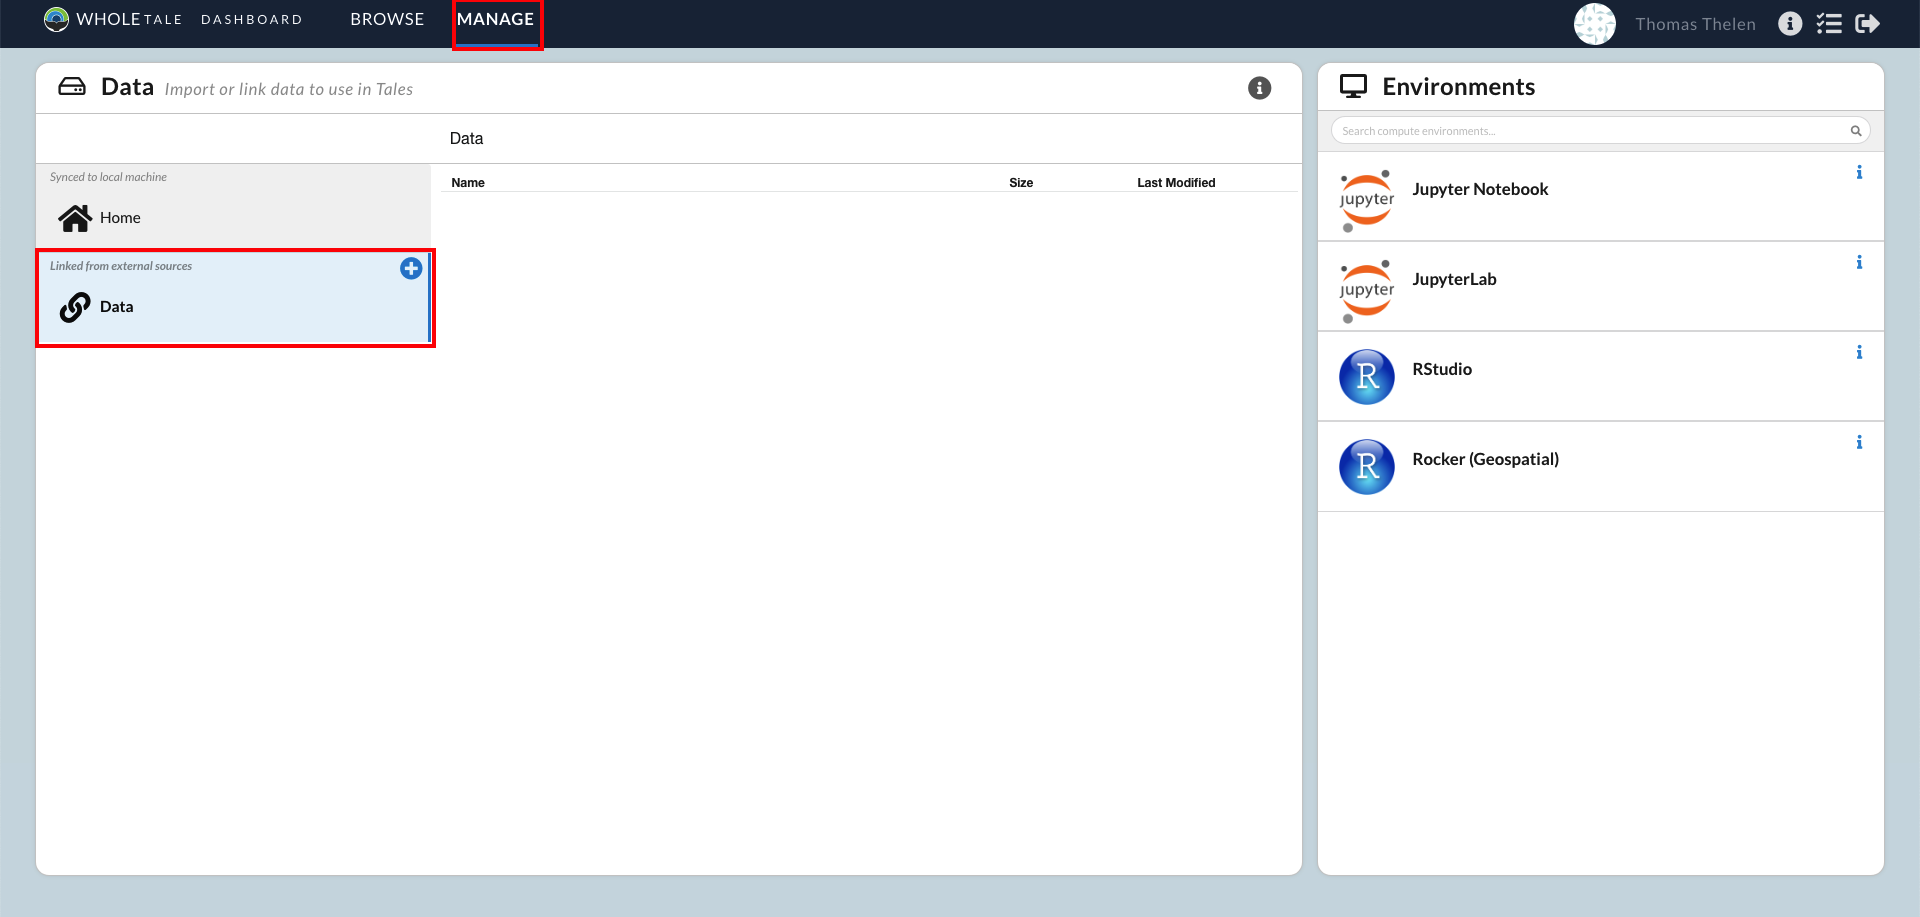 WHOLETALE DASHBOARD BROWSE MANAGE Thomas Thelen
Data Import or link data to use in Tales
Data
Synced to local machine
Home
Linked from external sources
Data
Name Size Last Modified
Environments
Search compute environments...
jupyter Jupyter Notebook
jupyter JupyterLab
R RStudio
R Rocker (Geospatial)